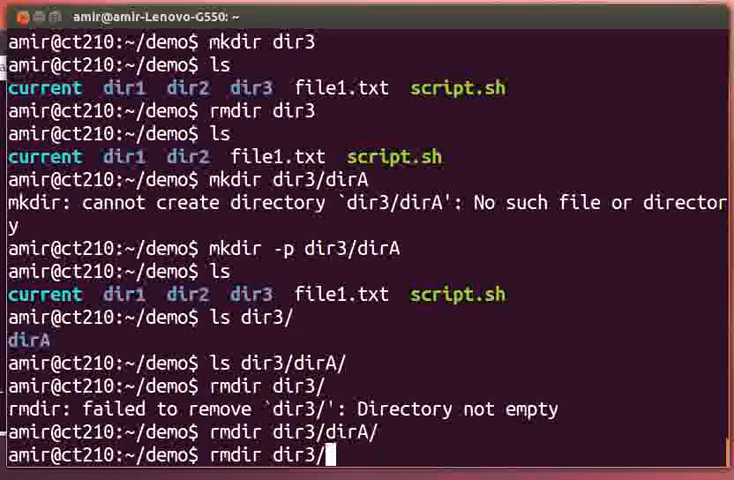 amir@amir-Lenovo-G550: ~
amir@ct210:~/demo$ mkdir dir3
amir@ct210:~/demo$ ls
current dir1 dir2 dir3 file1.txt script.sh
amir@ct210:~/demo$ rmdir dir3
amir@ct210:~/demo$ ls
current dir1 dir2 file1.txt script.sh
amir@ct210:~/demo$ mkdir dir3/dirA
mkdir: cannot create directory `dir3/dirA': No such file or director
y
amir@ct210:~/demo$ mkdir -p dir3/dirA
amir@ct210:~/demo$ ls
current dir1 dir2 dir3 file1.txt script.sh
amir@ct210:~/demo$ ls dir3/
dirA
amir@ct210:~/demo$ ls dir3/dirA/
amir@ct210:~/demo$ rmdir dir3/
rmdir: failed to remove `dir3/': Directory not empty
amir@ct210:~/demo$ rmdir dir3/dirA/
amir@ct210:~/demo$ rmdir dir3/